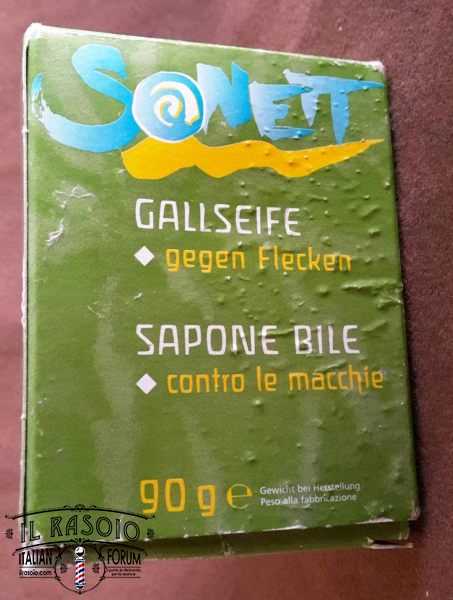 SONETT
GALLSEIFE
gegen Flecken
SAPONE BILE
contro le macchie
90 g e
Gewicht bei Herstellung
Peso alla fabbricazione
IL RASOIO
ITALIAN FORUM
ilrasoio.com